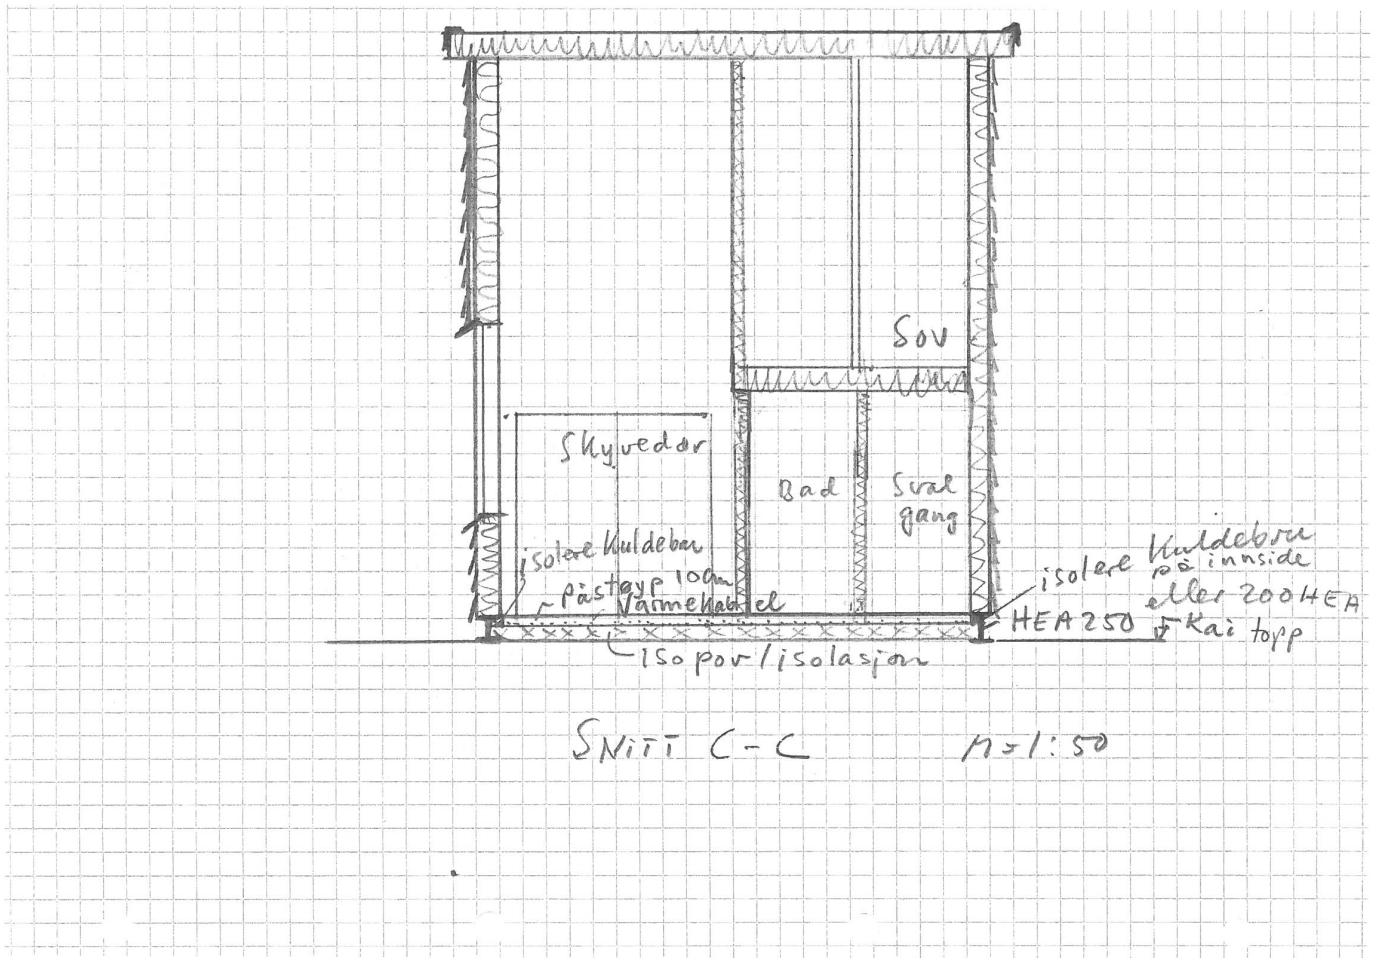 Sov
Skyvedør
Bad
Sval
gang
isolere Kuldebru
påstøyp 10cm
Varmekabel
isopor/isolasjon
isolere Kuldebru
på innside
eller 200HEA
HEA250
Kai topp
SNiTT C-C
M=1:50